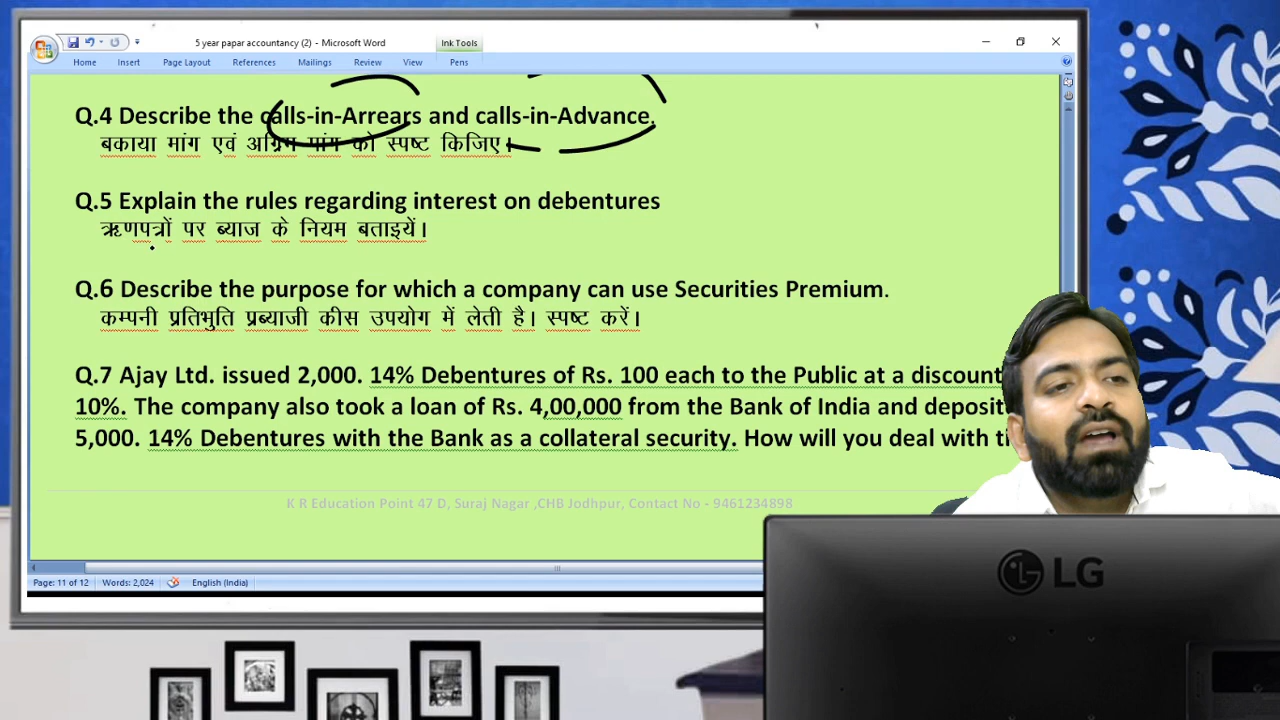 5 year papar accountancy (2) - Microsoft Word
Ink Tools
Home Insert Page Layout References Mailings Review View Pens
Q.4 Describe the calls-in-Arrears and calls-in-Advance.
बकाया मांग एवं अग्रिम मांग को स्पष्ट किजिए।
Q.5 Explain the rules regarding interest on debentures
ऋणपत्रों पर ब्याज के नियम बताइयें।
Q.6 Describe the purpose for which a company can use Securities Premium.
कम्पनी प्रतिभुति प्रब्याजी कीस उपयोग में लेती है। स्पष्ट करें।
Q.7 Ajay Ltd. issued 2,000. 14% Debentures of Rs. 100 each to the Public at a discount
10%. The company also took a loan of Rs. 4,00,000 from the Bank of India and
5,000. 14% Debentures with the Bank as a collateral security. How will you deal with
K R Education Point 47 D, Suraj Nagar ,CHB Jodhpur, Contact No - 9461234898
Page: 11 of 12 Words: 2,024 English (India)
LG